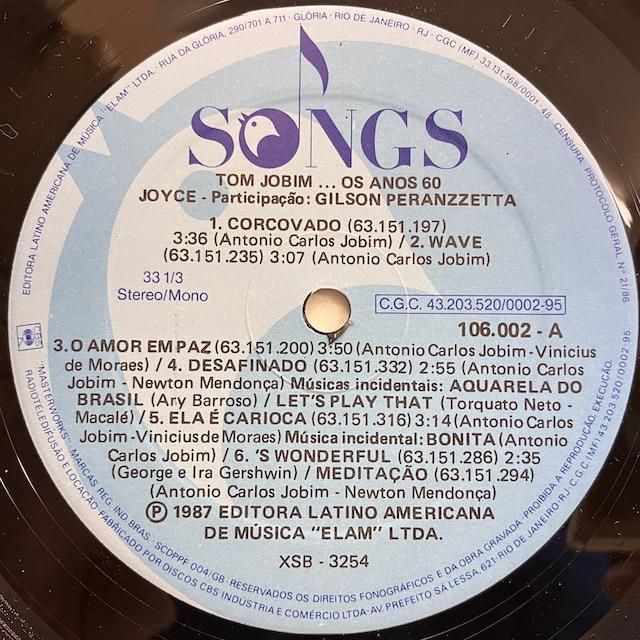 EDITORA LATINO AMERICANA DE MÚSICA "ELAM" LTDA. · RUA DA GLÓRIA, 290/701 A 711 · GLÓRIA · RIO DE JANEIRO · RJ · CGC (MF) 33.131.368/0001-48 · CENSURA: PROTOCOLO GERAL Nº 21/86.
SONGS
TOM JOBIM ... OS ANOS 60
JOYCE - Participação: GILSON PERANZZETTA
1. CORCOVADO (63.151.197)
3:36 (Antonio Carlos Jobim) / 2. WAVE
(63.151.235) 3:07 (Antonio Carlos Jobim)
33 1/3
Stereo/Mono
C.G.C. 43.203.520/0002-95
106.002 - A
3. O AMOR EM PAZ (63.151.200) 3:50 (Antonio Carlos Jobim - Vinicius
de Moraes) / 4. DESAFINADO (63.151.332) 2:55 (Antonio Carlos
Jobim - Newton Mendonça) Músicas incidentais: AQUARELA DO
BRASIL (Ary Barroso) / LET'S PLAY THAT (Torquato Neto -
Macalé) / 5. ELA É CARIOCA (63.151.316) 3:14 (Antonio Carlos
Jobim - Vinicius de Moraes) Música incidental: BONITA (Antonio
Carlos Jobim) / 6. 'S WONDERFUL (63.151.286) 2:35
(George e Ira Gershwin) / MEDITAÇÃO (63.151.294)
(Antonio Carlos Jobim - Newton Mendonça)
℗ 1987 EDITORA LATINO AMERICANA
DE MÚSICA "ELAM" LTDA.
XSB - 3254
CBS
"MASTERWORKS" MARCAS REG. IND. BRAS. · SCDPPF 004/GB · RESERVADOS OS DIREITOS FONOGRÁFICOS E DA OBRA GRAVADA · PROIBIDA A REPRODUÇÃO, EXECUÇÃO,
RADIOTELEDIFUSÃO E LOCAÇÃO · FABRICADO POR DISCOS CBS INDÚSTRIA E COMÉRCIO LTDA · AV. PREFEITO SÁ LESSA, 621 · RIO DE JANEIRO · RJ · C.G.C. (MF) 43.203.520/0002-95